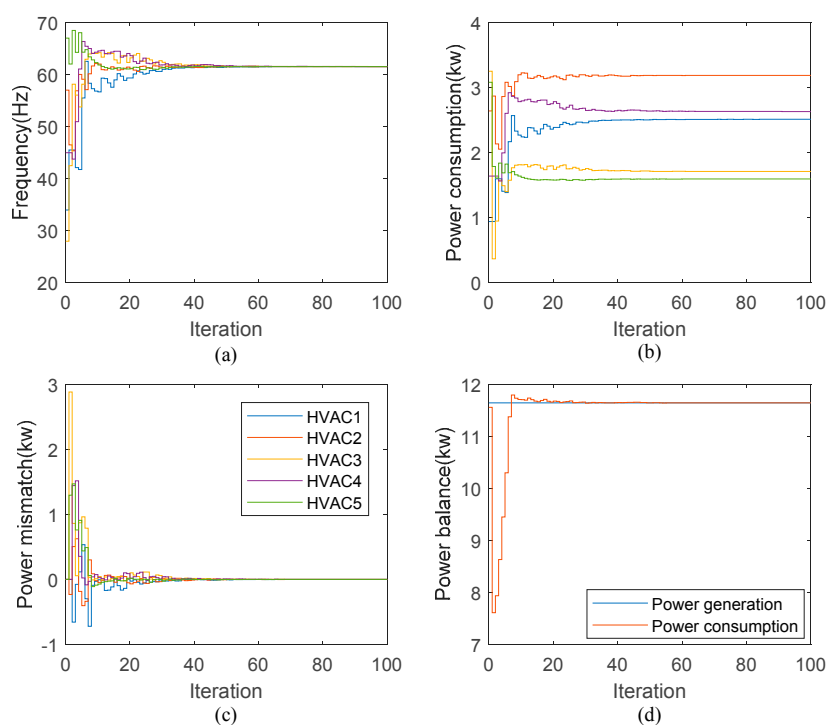 70
60
50
40
30
20
Frequency(Hz)
0 20 40 60 80 100
Iteration
(a)
4
3
2
1
0
Power consumption(kw)
0 20 40 60 80 100
Iteration
(b)
3
2
1
0
-1
Power mismatch(kw)
HVAC1
HVAC2
HVAC3
HVAC4
HVAC5
0 20 40 60 80 100
Iteration
(c)
12
11
10
9
8
7
Power balance(kw)
Power generation
Power consumption
0 20 40 60 80 100
Iteration
(d)